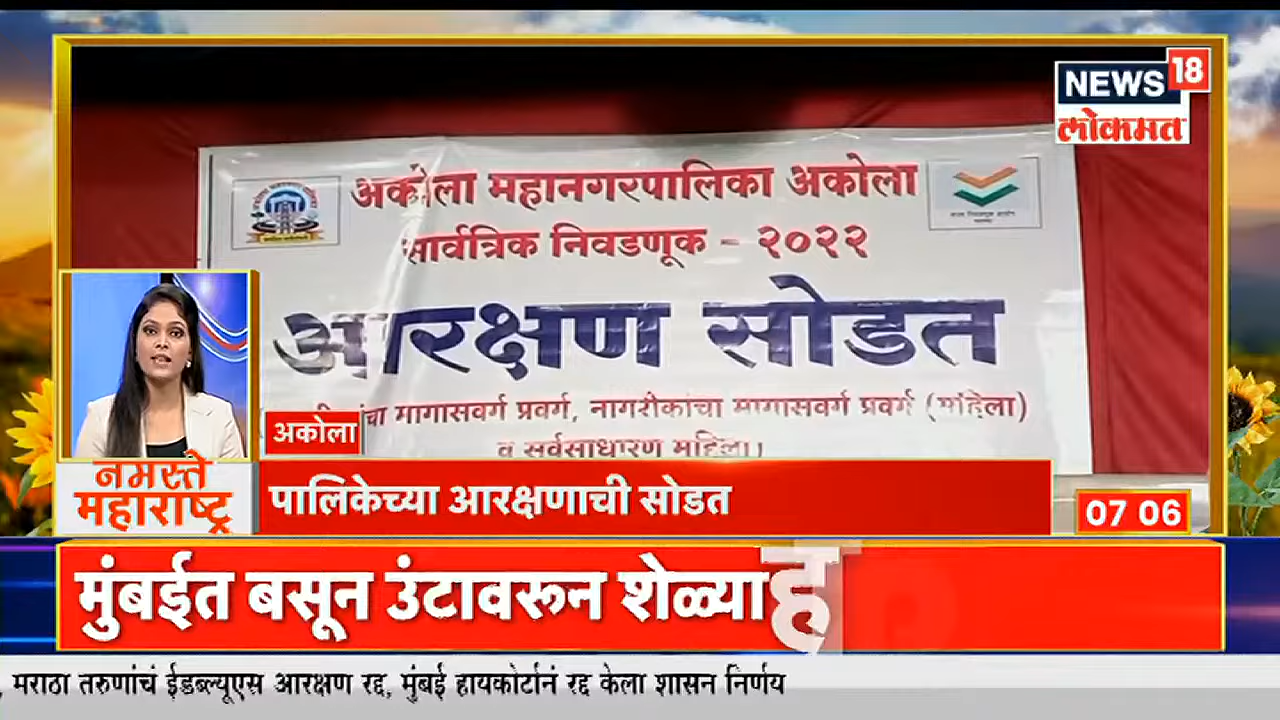 NEWS 18
लोकमत
अकोला महानगरपालिका अकोला
सार्वत्रिक निवडणूक - २०२२
आरक्षण सोडत
मागासवर्ग प्रवर्ग, नागरीकांचा मागासवर्ग प्रवर्ग (महिला)
व सर्वसाधारण महिला
अकोला
नमस्ते
महाराष्ट्र
पालिकेच्या आरक्षणाची सोडत
07 06
मुंबईत बसून उंटावरून शेळ्या ह
, मराठा तरुणांचं ईडब्ल्यूएस आरक्षण रद्द, मुंबई हायकोर्टानं रद्द केला शासन निर्णय